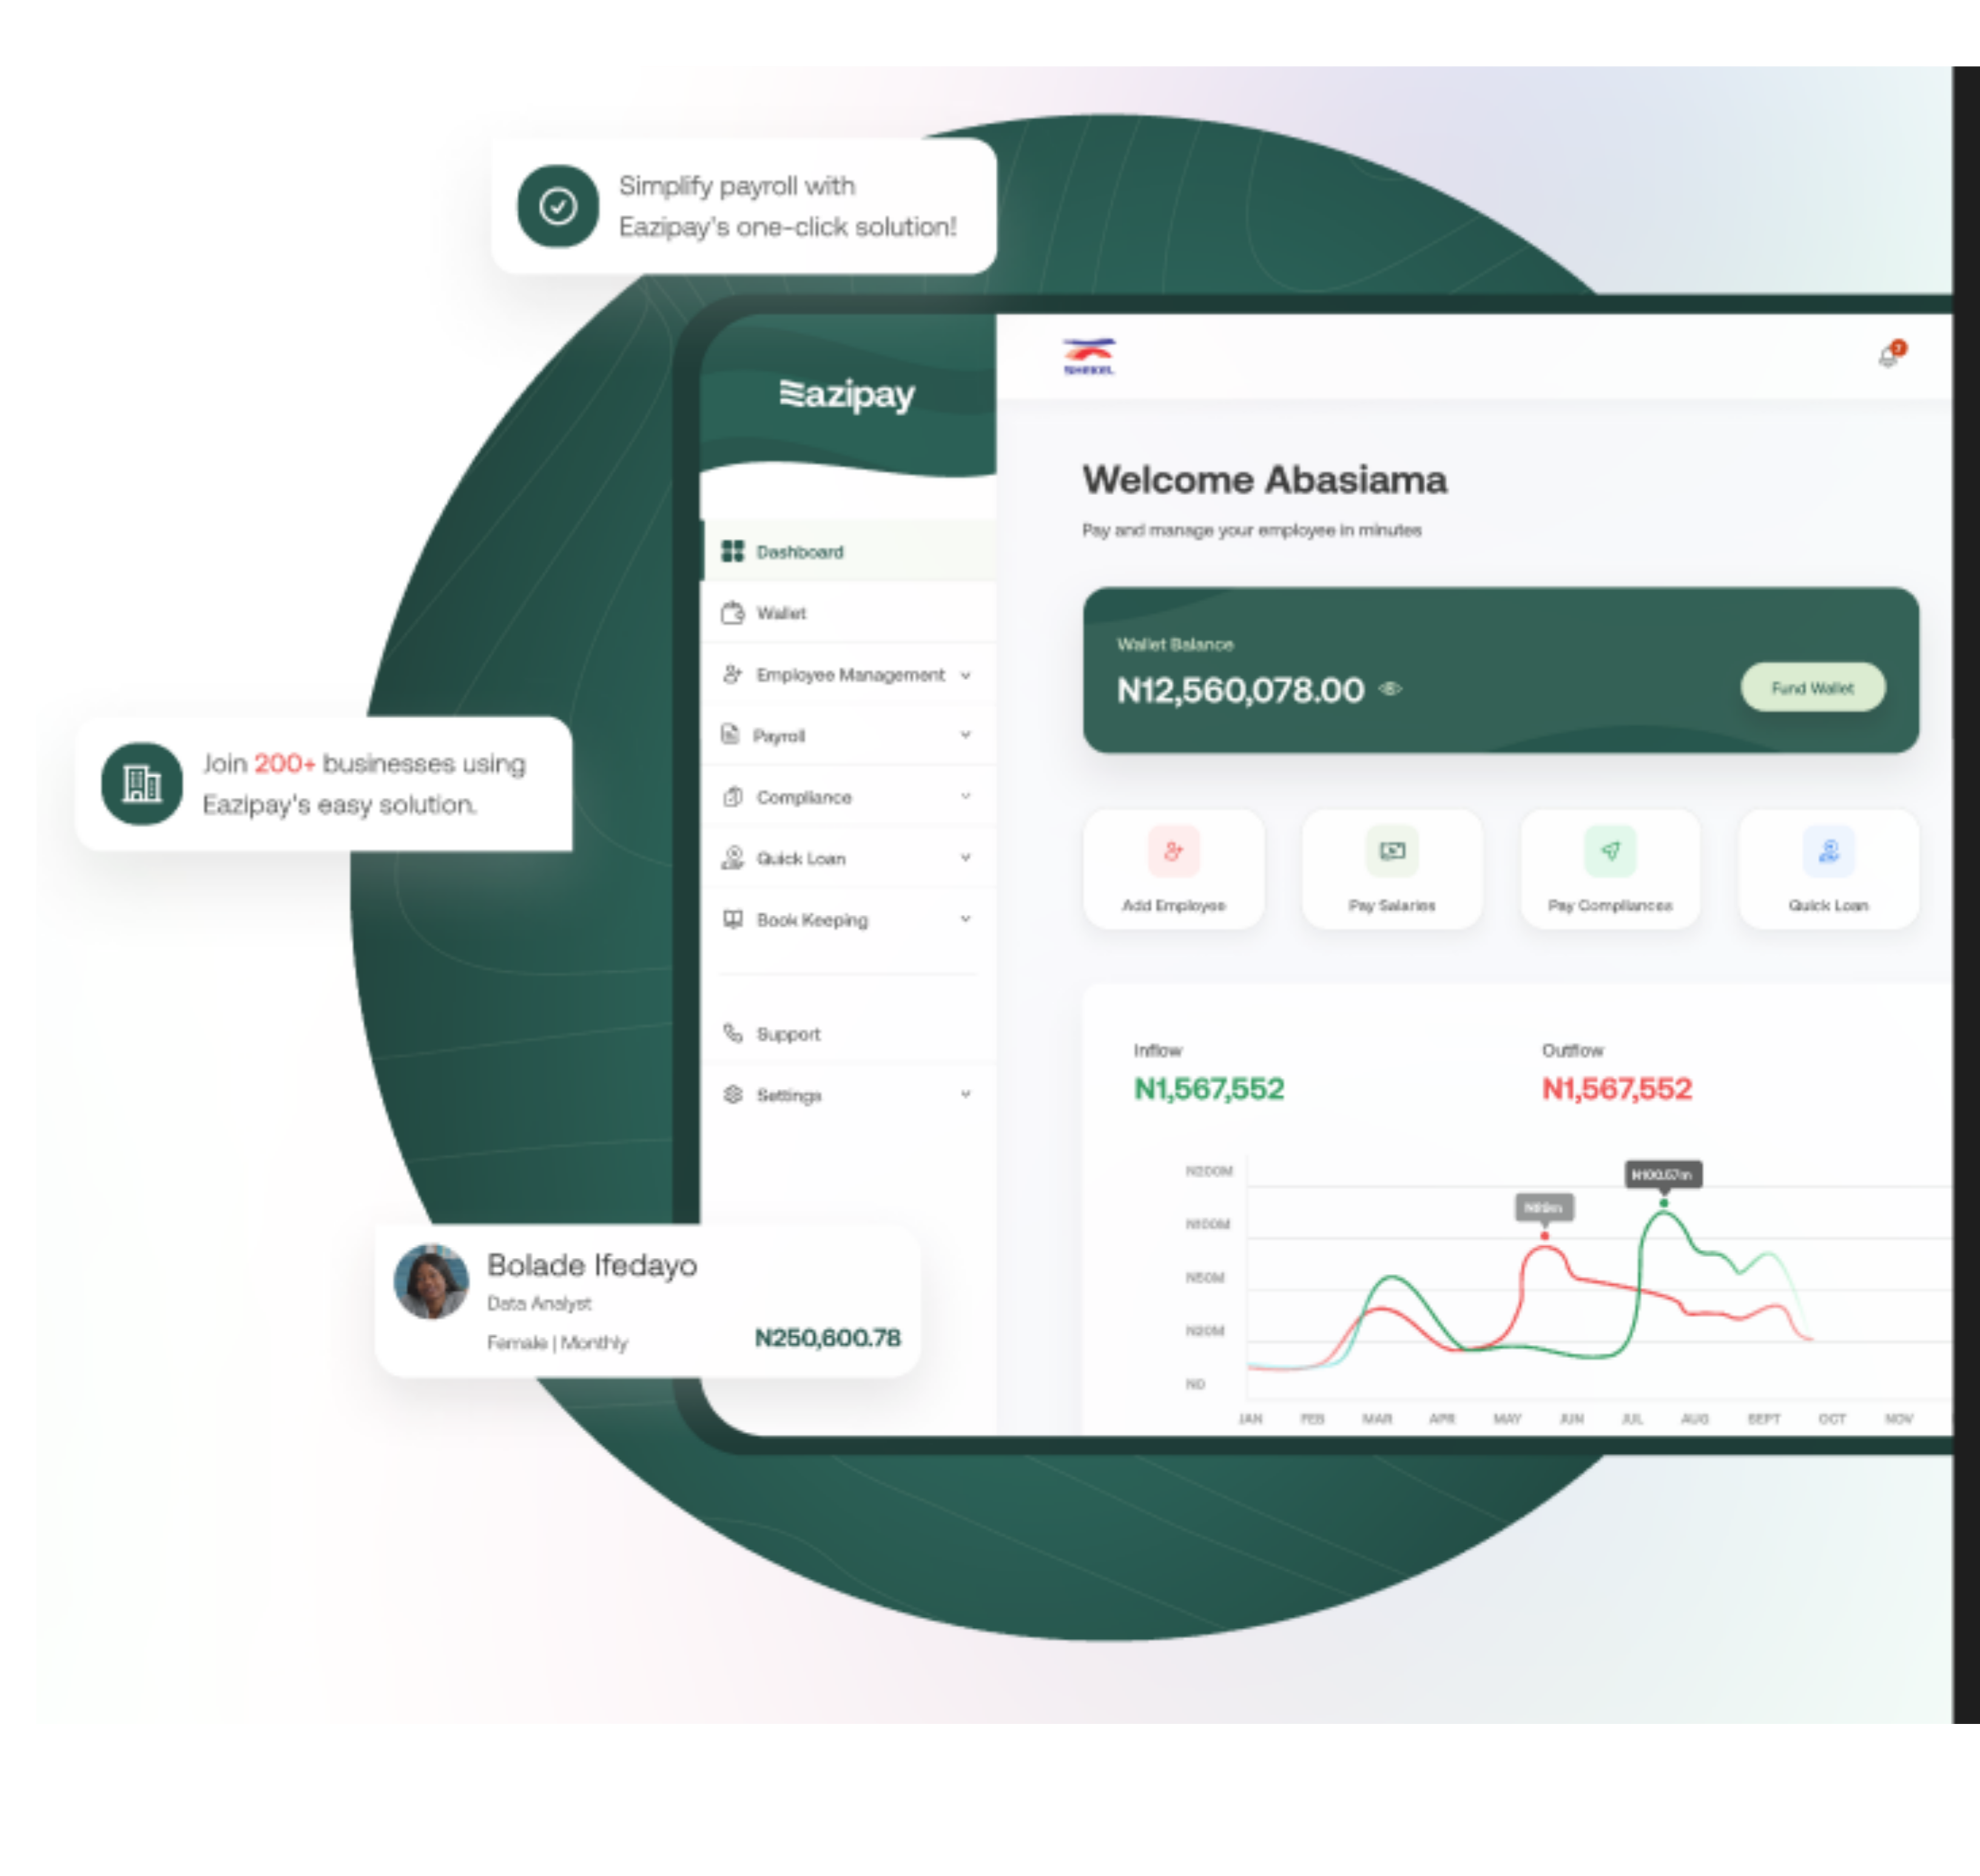 Simplify payroll with
Eazipay's one-click solution!
Eazipay
SHEKEL
Welcome Abasiama
Pay and manage your employee in minutes
Dashboard
Wallet
Employee Management
Payroll
Compliance
Quick Loan
Book Keeping
Support
Settings
Wallet Balance
N12,560,078.00
Fund Wallet
Join 200+ businesses using
Eazipay's easy solution.
Add Employee
Pay Salaries
Pay Compliances
Quick Loan
Inflow
N1,567,552
Outflow
N1,567,552
N200M
N100M
N50M
N20M
N0
N100.57m
JAN FEB MAR APR MAY JUN JUL AUG SEPT OCT NOV
Bolade Ifedayo
Data Analyst
Female | Monthly
N250,600.78